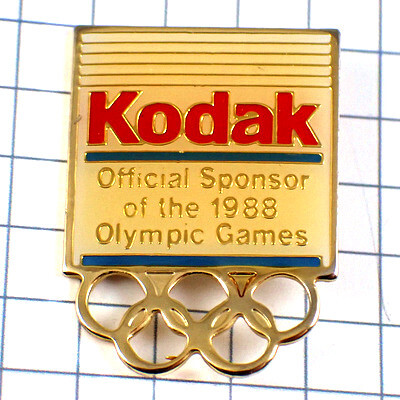 Kodak
Official Sponsor
of the 1988
Olympic Games